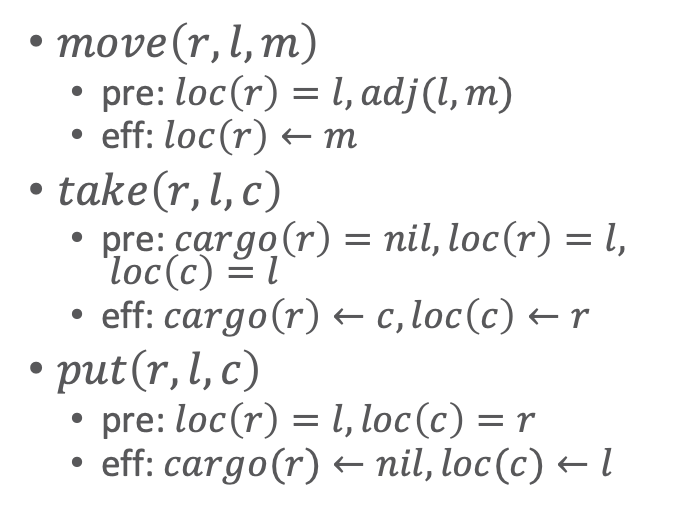 • move(r, l, m)
• pre: loc(r) = l, adj(l, m)
• eff: loc(r) ← m
• take(r, l, c)
• pre: cargo(r) = nil, loc(r) = l,
loc(c) = l
• eff: cargo(r) ← c, loc(c) ← r
• put(r, l, c)
• pre: loc(r) = l, loc(c) = r
• eff: cargo(r) ← nil, loc(c) ← l